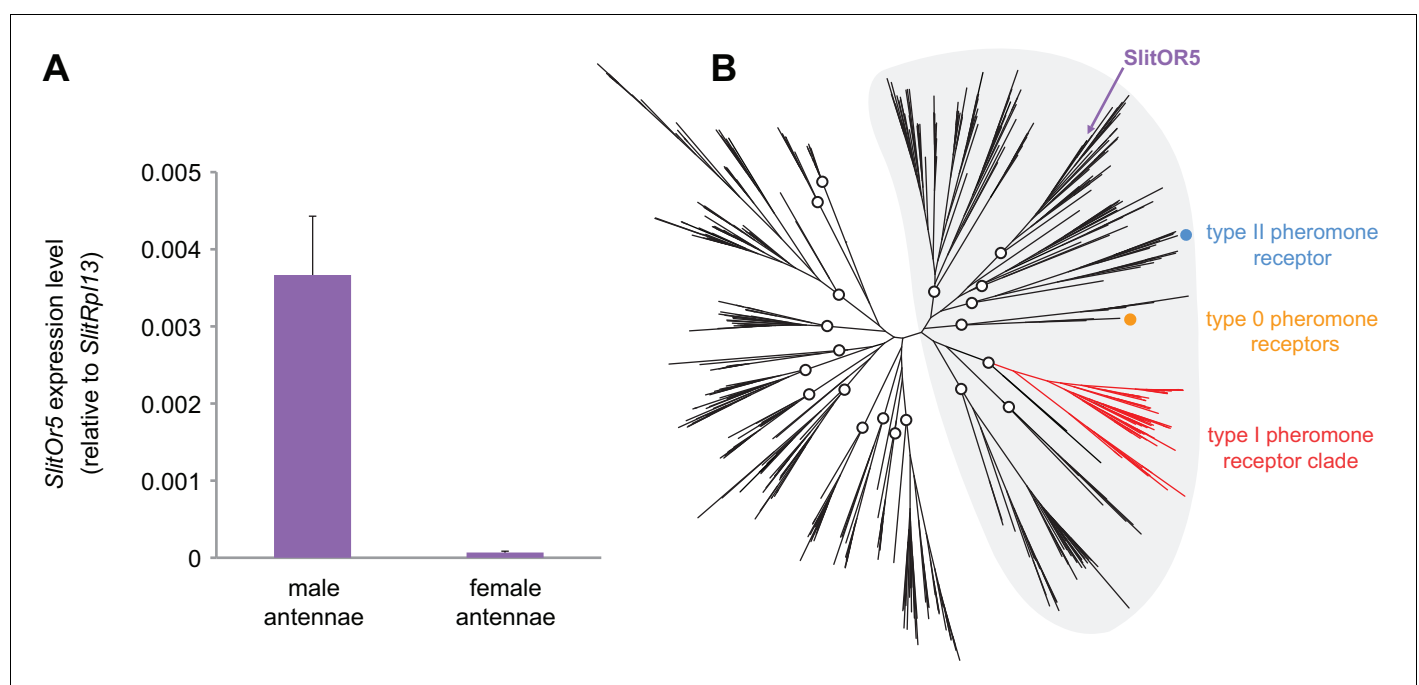 A
B
SlitOR5
SlitOr5 expression level
(relative to SlitRpl13)
0.005
0.004
0.003
0.002
0.001
0
male
antennae
female
antennae
type II pheromone
receptor
type 0 pheromone
receptors
type I pheromone
receptor clade